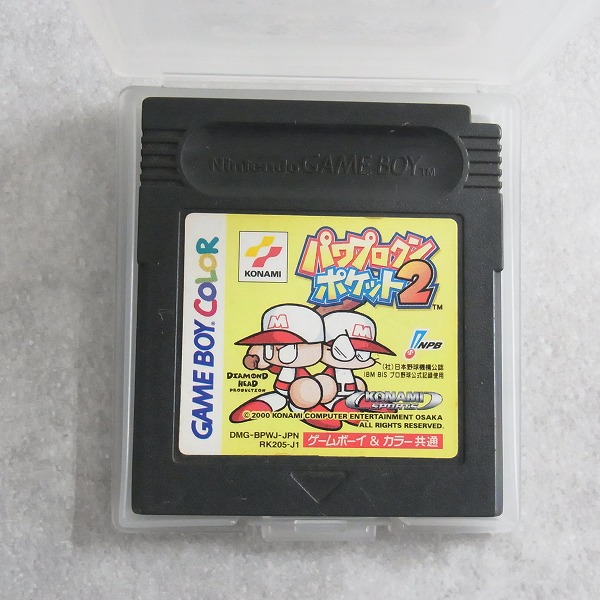 Nintendo GAME BOY TM
GAME BOY COLOR
KONAMI
パワプロクン
ポケット2
TM
M
M
NPB
(社)日本野球機構公認
IBM BIS プロ野球公式記録使用
DIAMOND
HEAD
PRODUCTION
KONAMI
SPORTS
© 2000 KONAMI COMPUTER ENTERTAINMENT OSAKA
ALL RIGHTS RESERVED.
DMG-BPWJ-JPN
RK205-J1
ゲームボーイ & カラー 共通